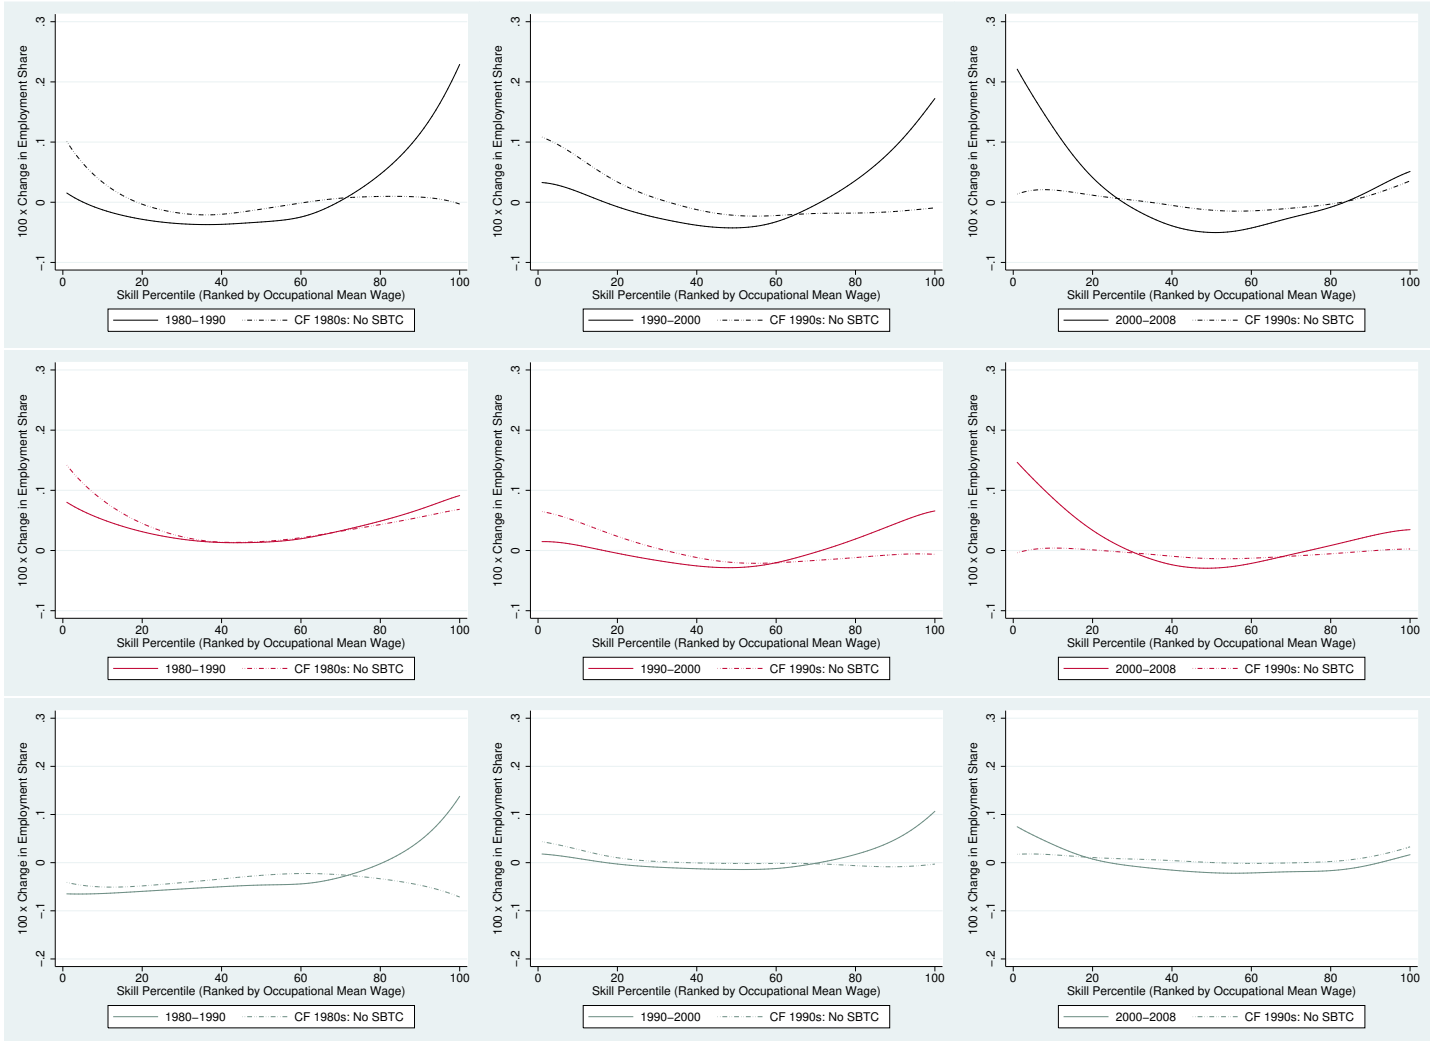 100 x Change in Employment Share
.3
.2
.1
0
-.1
0 20 40 60 80 100
Skill Percentile (Ranked by Occupational Mean Wage)
1980-1990 CF 1980s: No SBTC
100 x Change in Employment Share
.3
.2
.1
0
-.1
0 20 40 60 80 100
Skill Percentile (Ranked by Occupational Mean Wage)
1990-2000 CF 1990s: No SBTC
100 x Change in Employment Share
.3
.2
.1
0
-.1
0 20 40 60 80 100
Skill Percentile (Ranked by Occupational Mean Wage)
2000-2008 CF 1990s: No SBTC
100 x Change in Employment Share
.3
.2
.1
0
-.1
0 20 40 60 80 100
Skill Percentile (Ranked by Occupational Mean Wage)
1980-1990 CF 1980s: No SBTC
100 x Change in Employment Share
.3
.2
.1
0
-.1
0 20 40 60 80 100
Skill Percentile (Ranked by Occupational Mean Wage)
1990-2000 CF 1990s: No SBTC
100 x Change in Employment Share
.3
.2
.1
0
-.1
0 20 40 60 80 100
Skill Percentile (Ranked by Occupational Mean Wage)
2000-2008 CF 1990s: No SBTC
100 x Change in Employment Share
.3
.2
.1
0
-.1
-.2
0 20 40 60 80 100
Skill Percentile (Ranked by Occupational Mean Wage)
1980-1990 CF 1980s: No SBTC
100 x Change in Employment Share
.3
.2
.1
0
-.1
-.2
0 20 40 60 80 100
Skill Percentile (Ranked by Occupational Mean Wage)
1990-2000 CF 1990s: No SBTC
100 x Change in Employment Share
.3
.2
.1
0
-.1
-.2
0 20 40 60 80 100
Skill Percentile (Ranked by Occupational Mean Wage)
2000-2008 CF 1990s: No SBTC